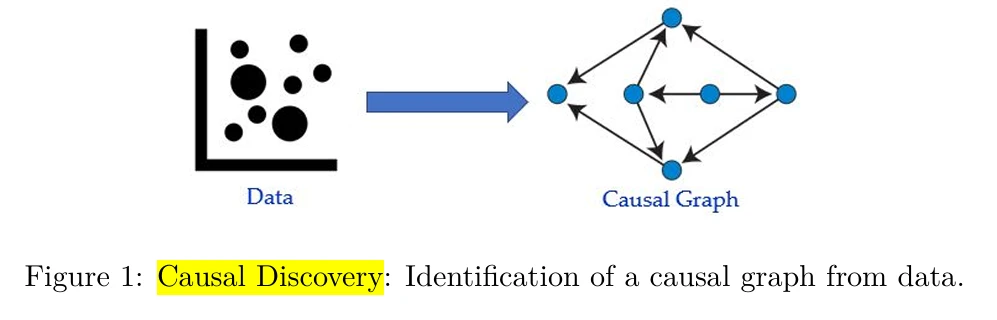 Data
Causal Graph
Figure 1: Causal Discovery: Identification of a causal graph from data.